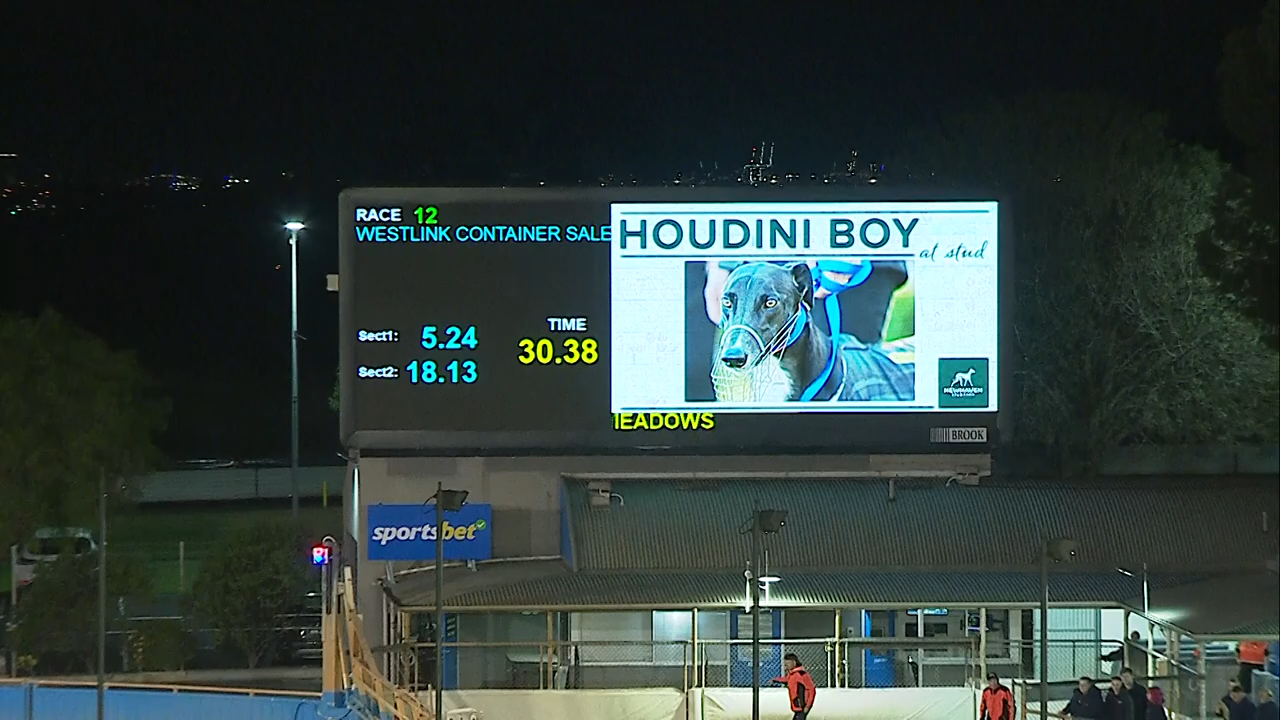 RACE 12
WESTLINK CONTAINER SALE
Sect1: 5.24
Sect2: 18.13
TIME
30.38
HOUDINI BOY
at stud
NEWHAVEN
IEADOWS
BROOK
sportsbet